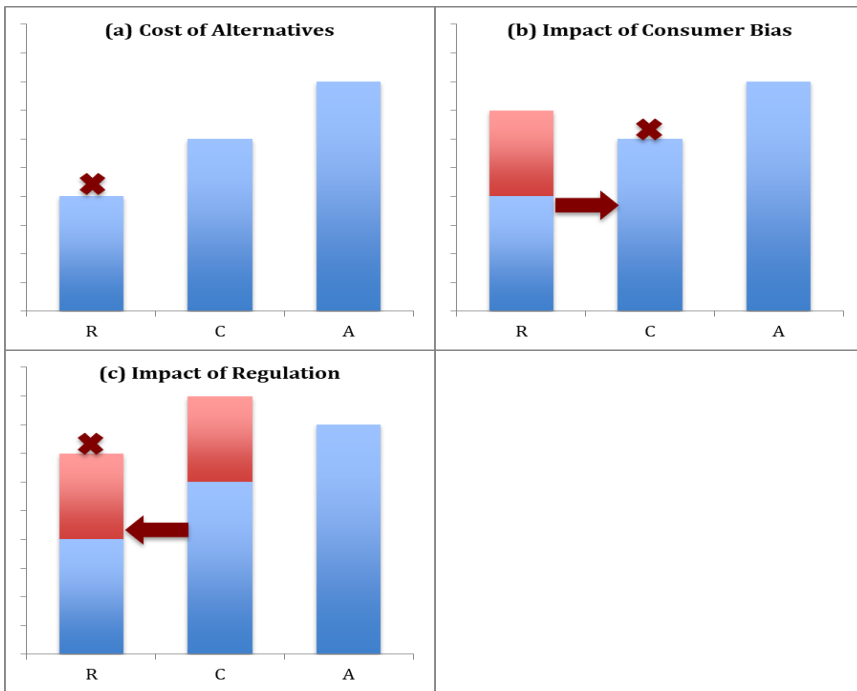 (a) Cost of Alternatives
R C A
(b) Impact of Consumer Bias
R C A
(c) Impact of Regulation
R C A